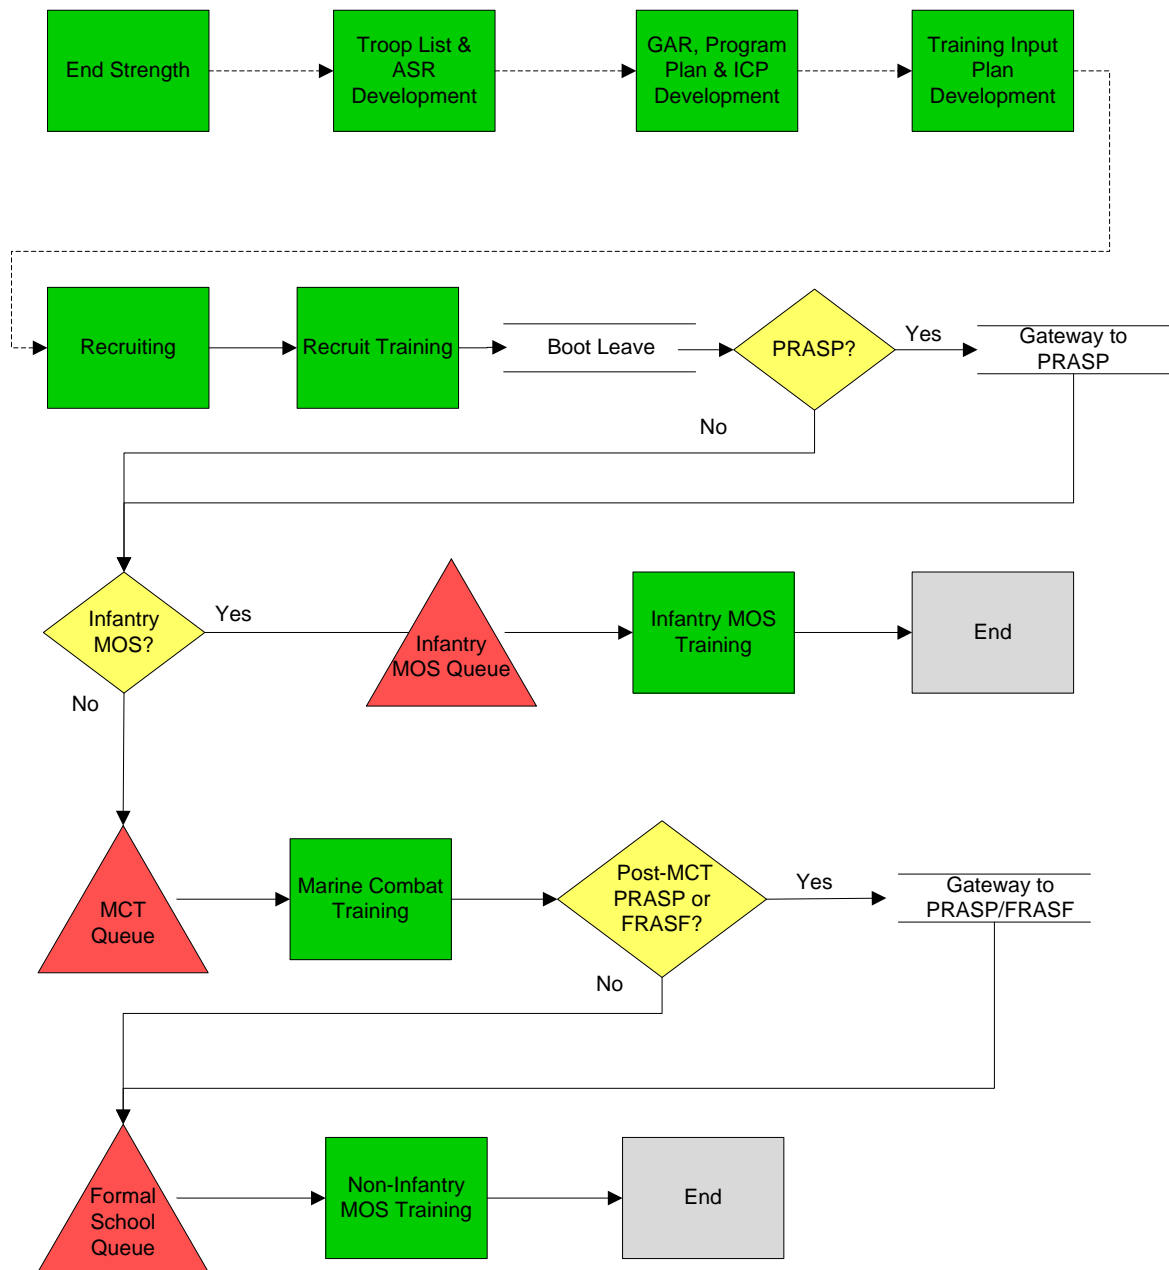 End Strength
Troop List &
ASR
Development
GAR, Program
Plan & ICP
Development
Training Input
Plan
Development
Recruiting
Recruit Training
Boot Leave
PRASP?
Yes
Gateway to
PRASP
No
Infantry
MOS?
Yes
Infantry
MOS Queue
Infantry MOS
Training
End
No
MCT
Queue
Marine Combat
Training
Post-MCT
PRASP or
FRASF?
Yes
Gateway to
PRASP/FRASF
No
Formal
School
Queue
Non-Infantry
MOS Training
End